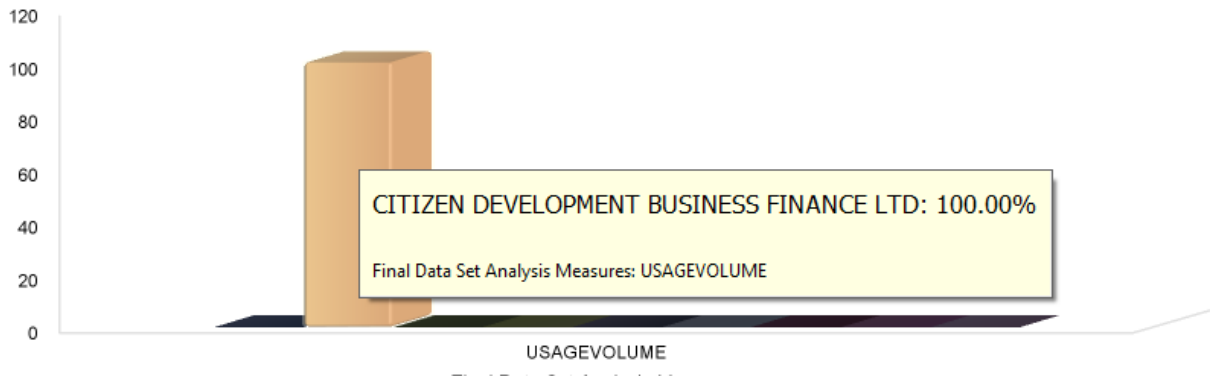 120
100
80
60
40
20
0
CITIZEN DEVELOPMENT BUSINESS FINANCE LTD: 100.00%
Final Data Set Analysis Measures: USAGEVOLUME
USAGEVOLUME